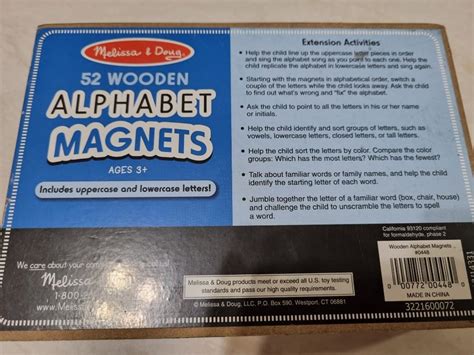 Melissa & Doug
52 WOODEN
ALPHABET
MAGNETS
AGES 3+
Includes uppercase and lowercase letters!
Extension Activities
• Help the child line up the uppercase letter pieces in order
and sing the alphabet song as you point to each one. Help the
child replicate the alphabet in lowercase letters and sing again.
• Starting with the magnets in alphabetical order, switch a
couple of the letters while the child looks away. Ask the child
to find out what's wrong and "fix" the alphabet.
• Ask the child to point to all the letters in his or her name
or initials.
• Help the child identify and sort groups of letters, such as
vowels, lowercase letters, closed letters, or tall letters.
• Help the child sort the letters by color. Compare the color
groups: Which has the most letters? Which has the fewest?
• Talk about familiar words or family names, and help the child
identify the starting letter of each word.
• Jumble together the letters of a familiar word (box, chair, house)
and challenge the child to unscramble the letters to spell
a word.
California 93120 compliant
for formaldehyde, phase 2
We care about your
Melissa
1-800
www.Melissa
Melissa & Doug products meet or exceed all U.S. toy testing
standards and pass our high quality requirements.
© Melissa & Doug, LLC, P.O. Box 590, Westport, CT 06881
Wooden Alphabet Magnets
#0448
0 00772 00448 0
MADE IN CHINA
3221600072